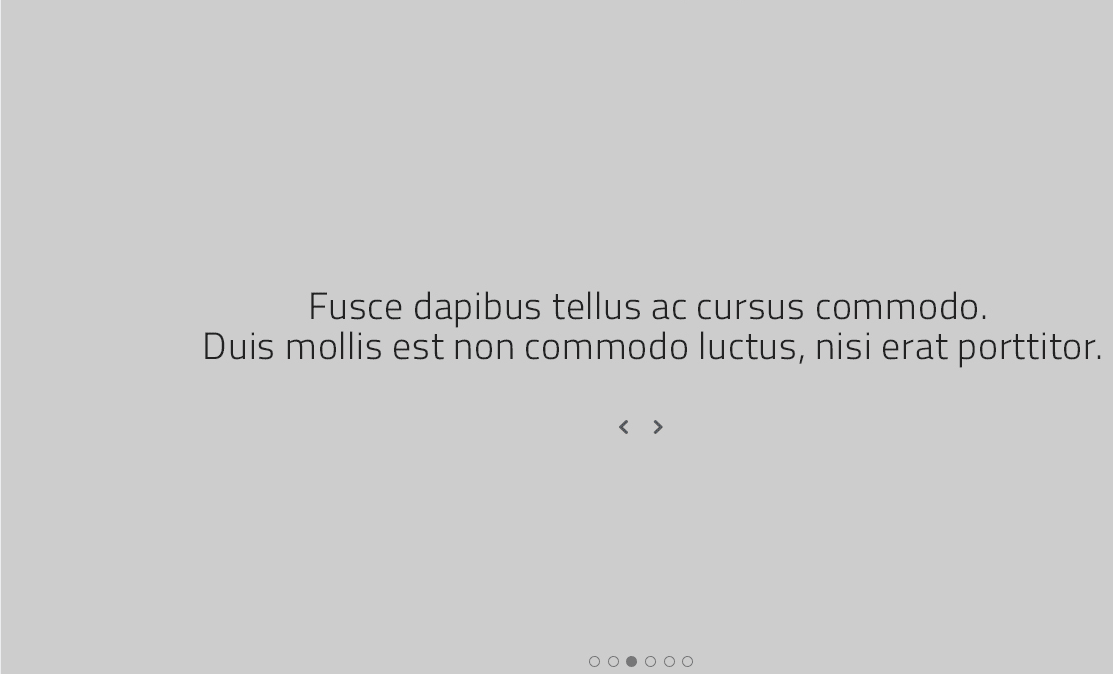 Fusce dapibus tellus ac cursus commodo.
Duis mollis est non commodo luctus, nisi erat porttitor.